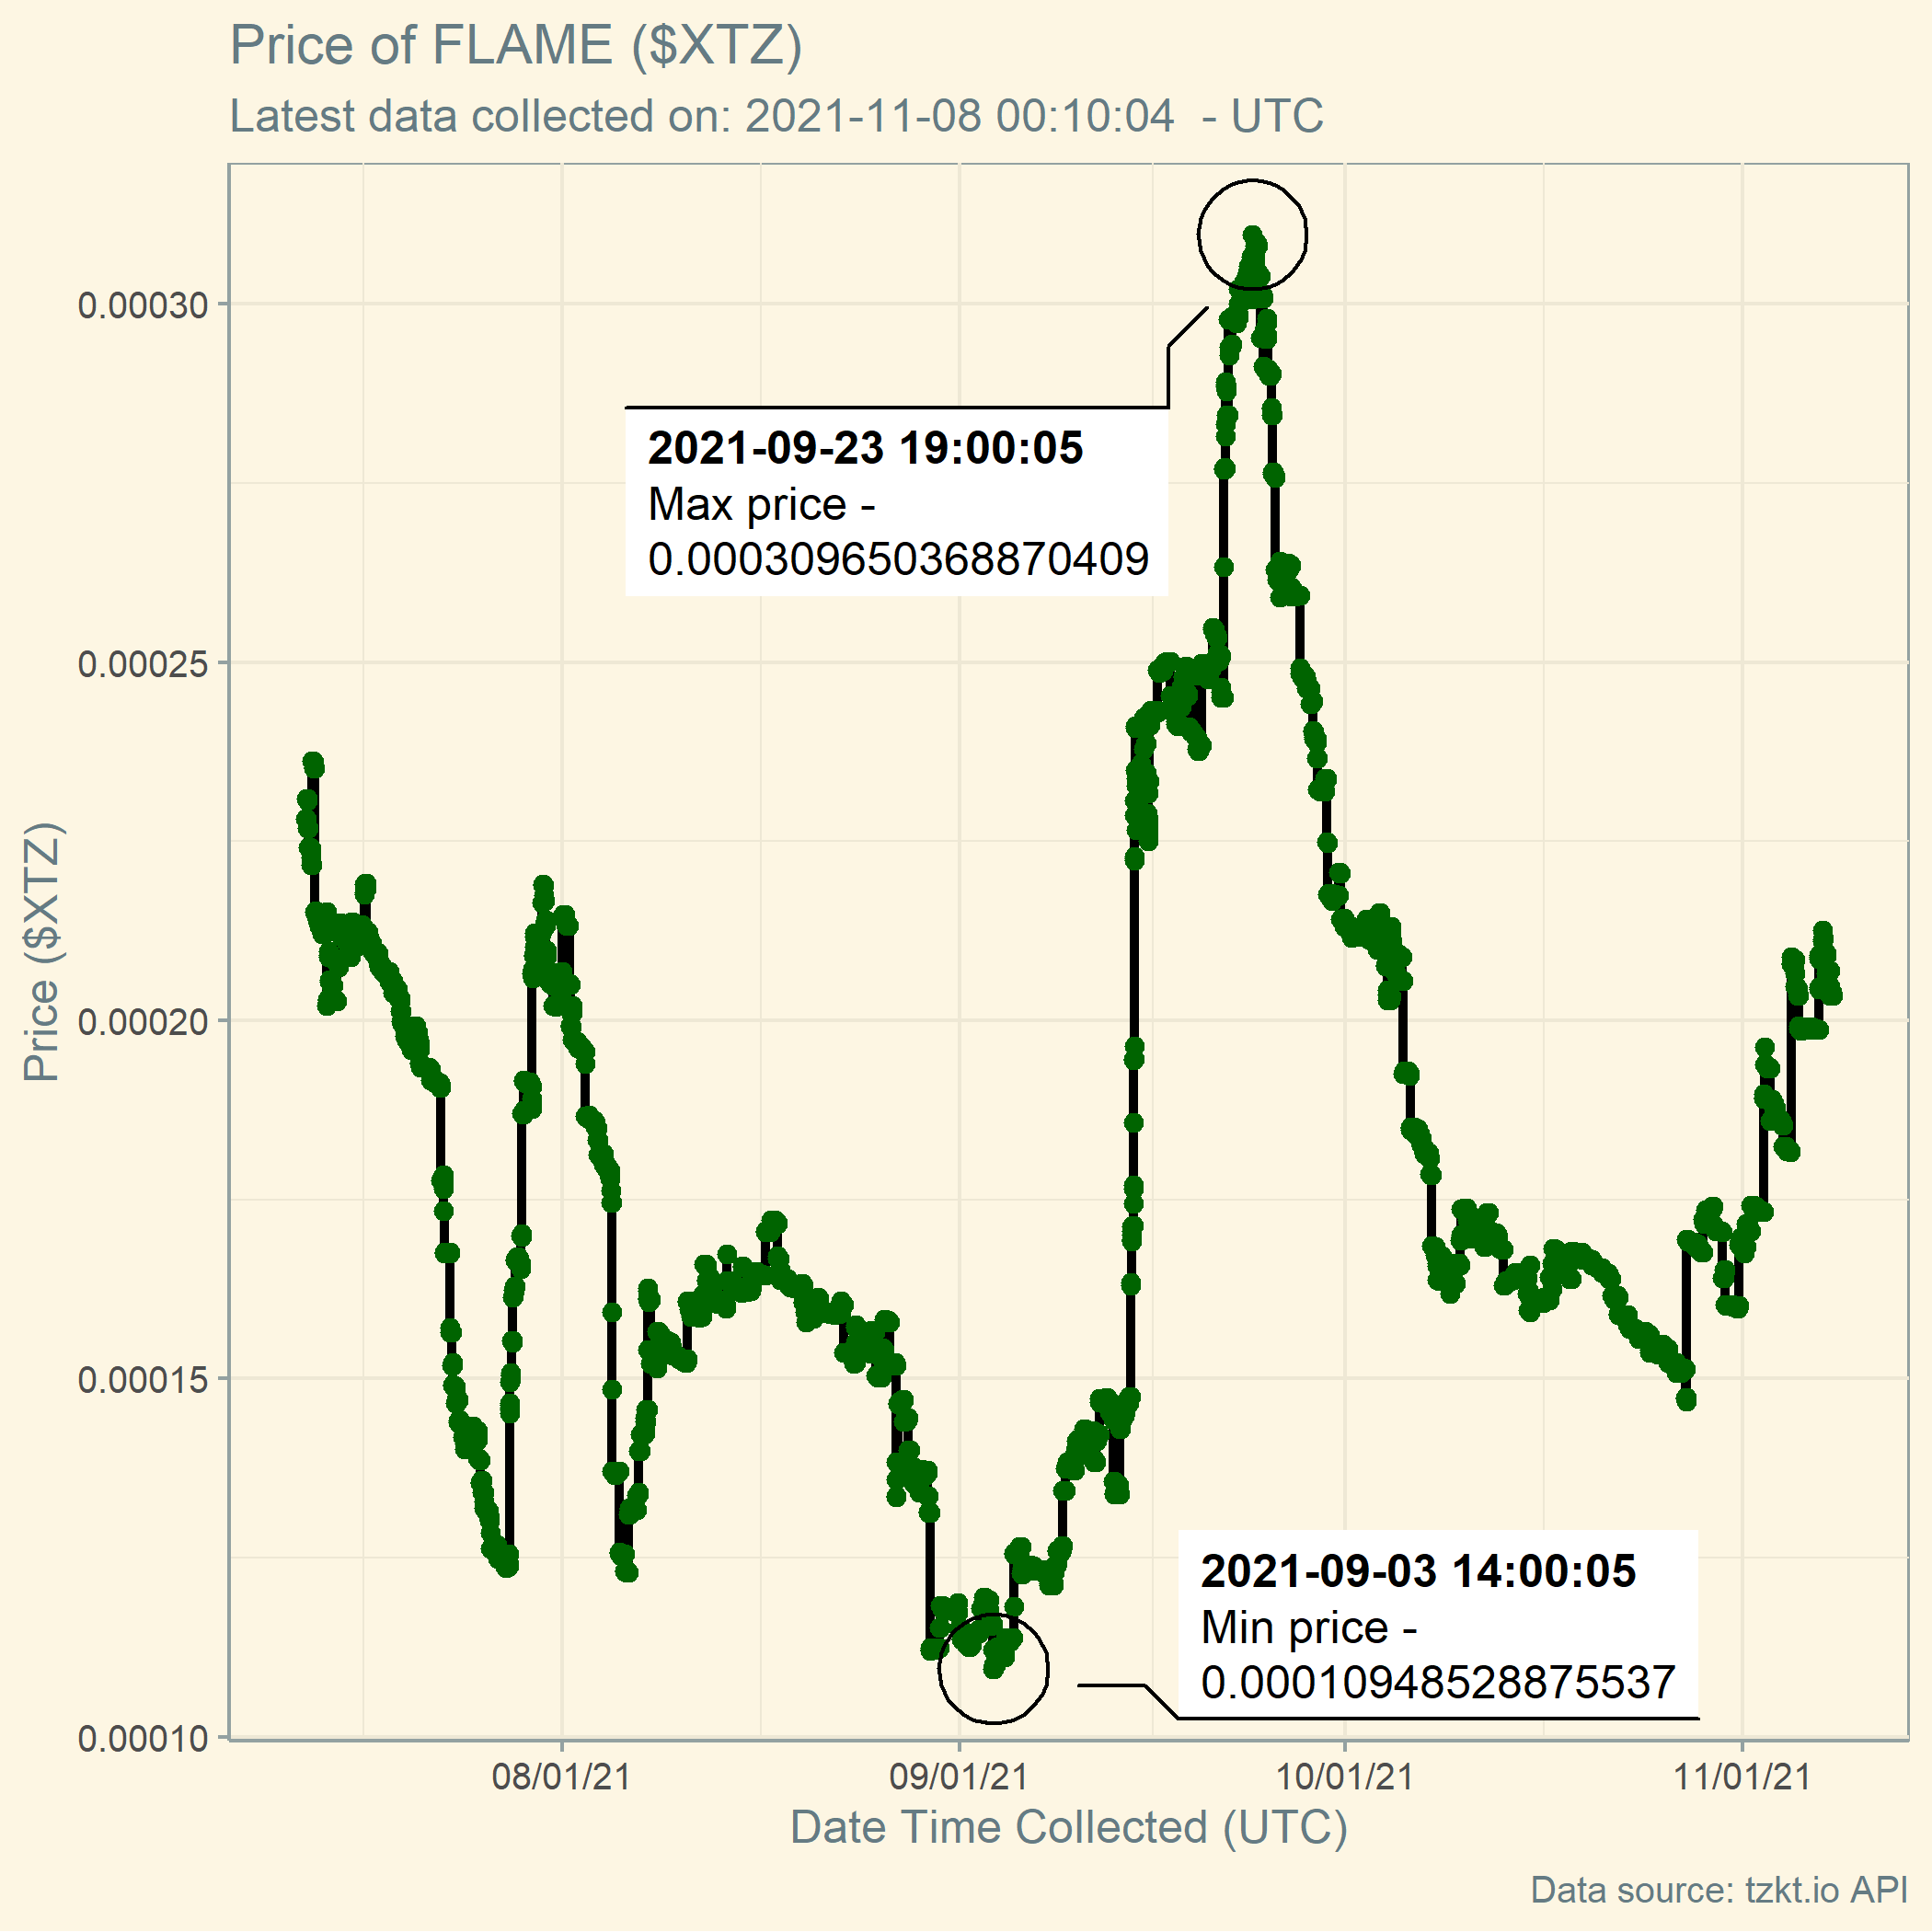 Price of FLAME ($XTZ)
Latest data collected on: 2021-11-08 00:10:04  - UTC
0.00030
0.00025
0.00020
0.00015
0.00010
Price ($XTZ)
2021-09-23 19:00:05
Max price -
0.000309650368870409
2021-09-03 14:00:05
Min price -
0.000109485288755537
08/01/21
09/01/21
10/01/21
11/01/21
Date Time Collected (UTC)
Data source: tzkt.io API